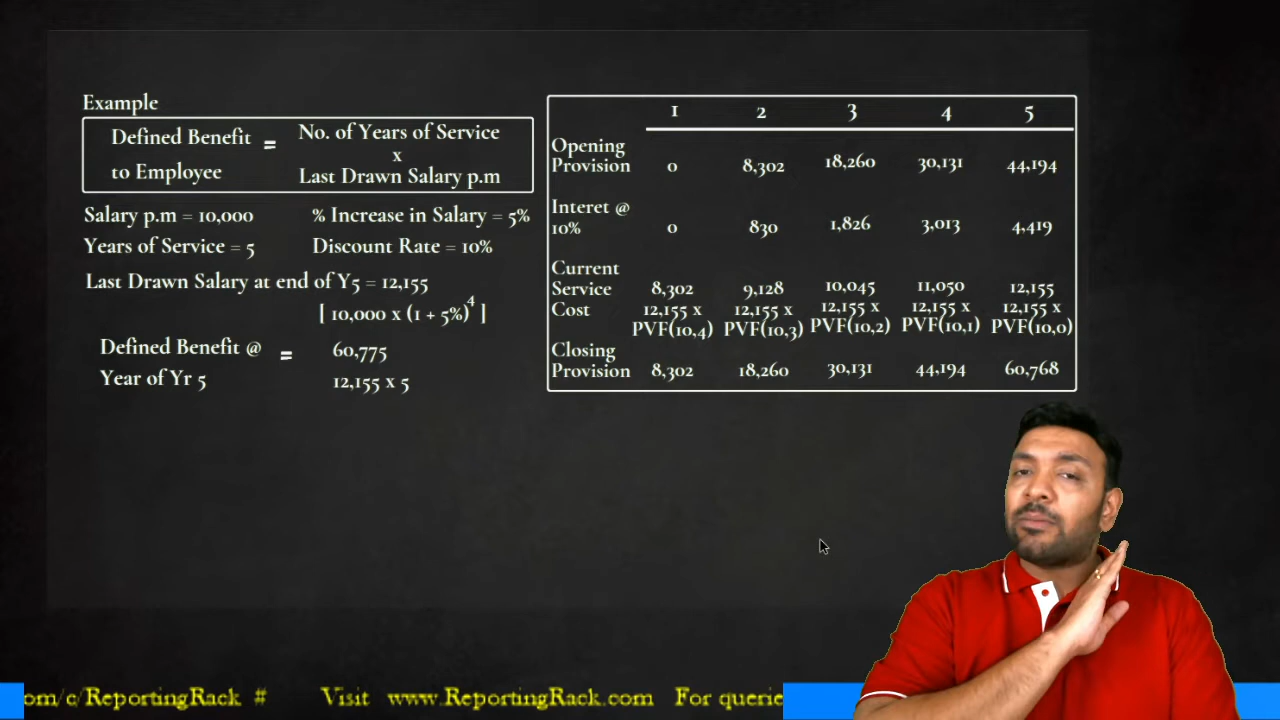 Example
Defined Benefit to Employee = No. of Years of Service x Last Drawn Salary p.m
Salary p.m = 10,000 % Increase in Salary = 5%
Years of Service = 5 Discount Rate = 10%
Last Drawn Salary at end of Y5 = 12,155
[ 10,000 x (1 + 5%)4 ]
Defined Benefit @ = 60,775
Year of Yr 5 12,155 x 5
1 2 3 4 5
Opening
Provision 0 8,302 18,260 30,131 44,194
Interet @
10% 0 830 1,826 3,013 4,419
Current
Service 8,302 9,128 10,045 11,050 12,155
Cost 12,155 x 12,155 x 12,155 x 12,155 x 12,155 x
PVF(10,4) PVF(10,3) PVF(10,2) PVF(10,1) PVF(10,0)
Closing
Provision 8,302 18,260 30,131 44,194 60,768
om/c/ReportingRack # Visit www.ReportingRack.com For querie